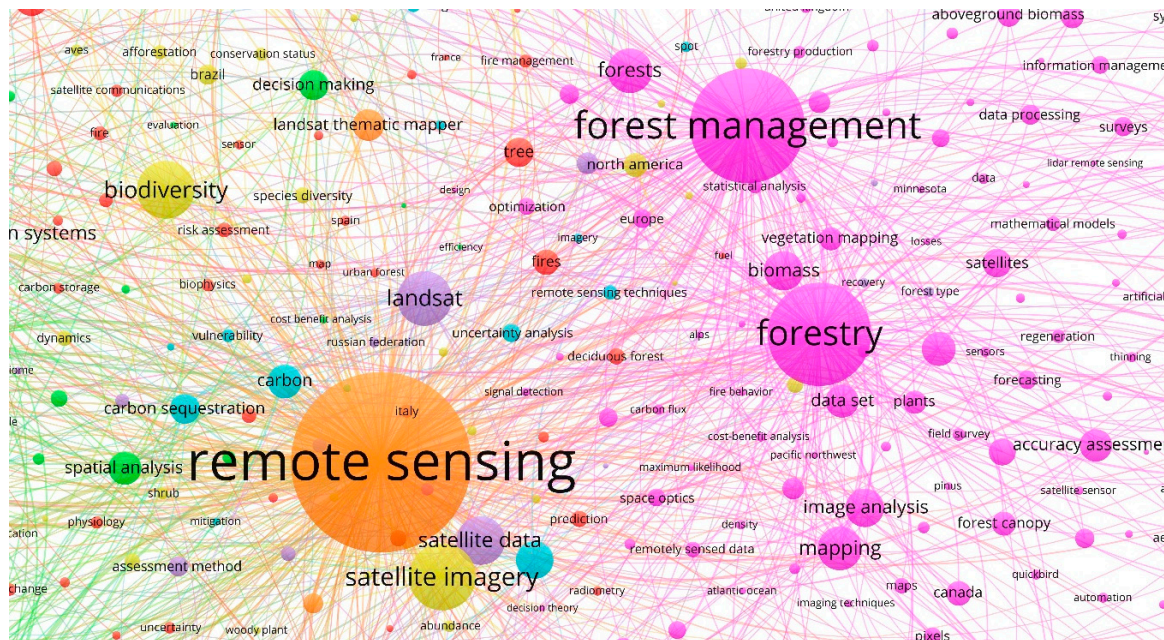 aboveground biomass
sy
aves
afforestation
conservation status
france
fire management
spot
forestry production
brazil
forests
information manageme
satellite communications
decision making
evaluation
landsat thematic mapper
forest management
data processing
surveys
fire
sensor
tree
north america
lidar remote sensing
biodiversity
species diversity
design
statistical analysis
minnesota
data
optimization
n systems
risk assessment
spain
europe
imagery
vegetation mapping
losses
mathematical models
efficiency
map
urban forest
fires
fuel
biomass
satellites
carbon storage
biophysics
landsat
remote sensing techniques
recovery
forest type
artificial
dynamics
vulnerability
cost benefit analysis
russian federation
uncertainty analysis
alps
forestry
regeneration
ome
carbon
deciduous forest
sensors
thinning
signal detection
fire behavior
forecasting
carbon sequestration
italy
carbon flux
data set
plants
le
cost-benefit analysis
field survey
accuracy assessme
spatial analysis
remote sensing
maximum likelihood
pacific northwest
shrub
space optics
pinus
satellite sensor
physiology
mitigation
prediction
density
image analysis
forest canopy
cation
satellite data
remotely sensed data
mapping
ae
assessment method
satellite imagery
quickbird
change
radiometry
atlantic ocean
maps
canada
automation
decision theory
imaging techniques
uncertainty
woody plant
abundance
pixels